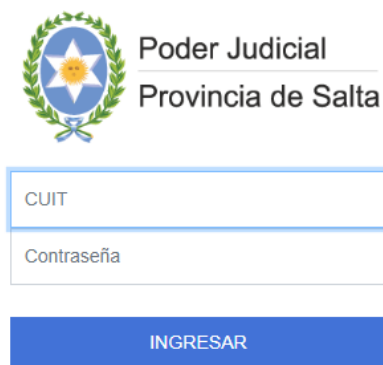 Poder Judicial
Provincia de Salta
CUIT
Contraseña
INGRESAR